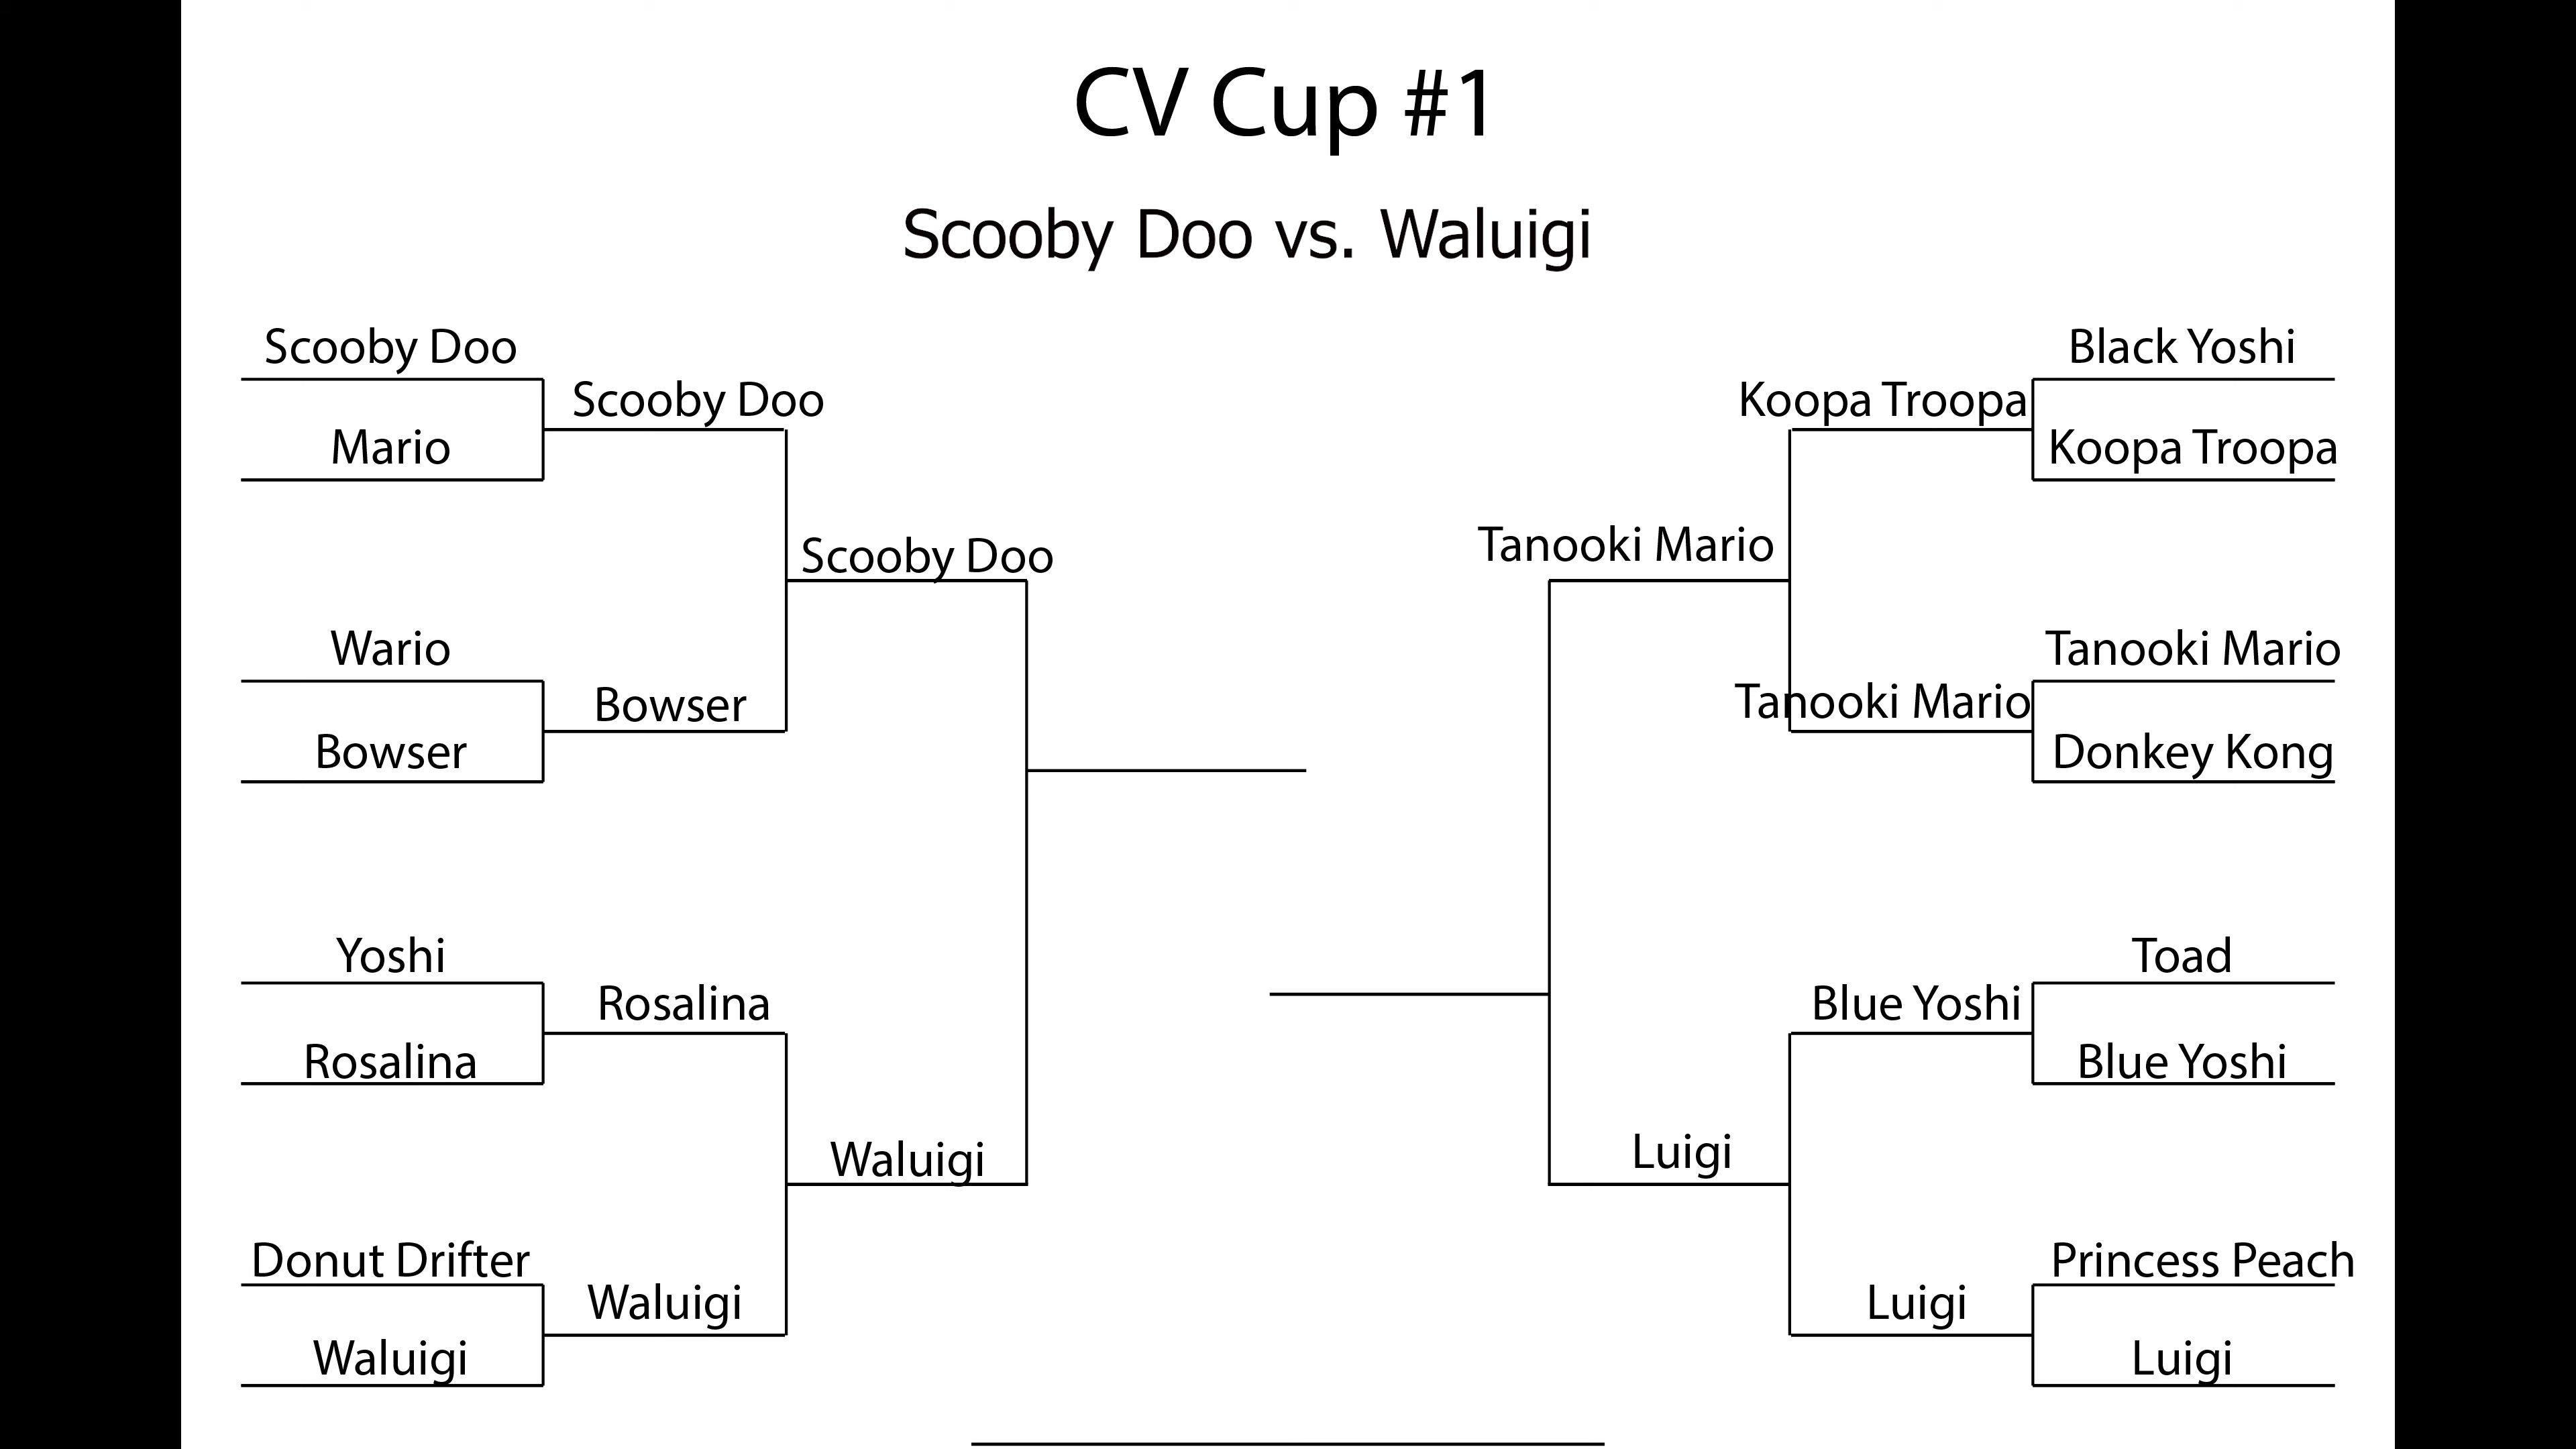 CV Cup #1
Scooby Doo vs. Waluigi
Scooby Doo
Mario
Wario
Bowser
Yoshi
Rosalina
Donut Drifter
Waluigi
Scooby Doo
Bowser
Rosalina
Waluigi
Scooby Doo
Waluigi
Tanooki Mario
Luigi
Koopa Troopa
Tanooki Mario
Blue Yoshi
Luigi
Black Yoshi
Koopa Troopa
Tanooki Mario
Donkey Kong
Toad
Blue Yoshi
Princess Peach
Luigi